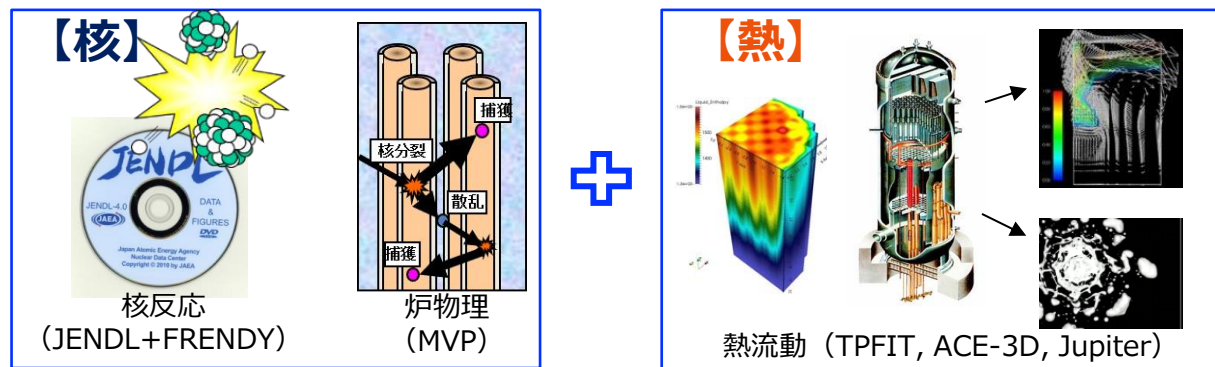 【核】
JENDL
JENDL-4.0
JAEA
DATA
&
FIGURES
DVD
Japan Atomic Energy Agency
Nuclear Data Center
Copyright © 2010 by JAEA
核反応
(JENDL+FRENDY)
捕獲
核分裂
散乱
捕獲
炉物理
(MVP)
【熱】
Liquid_Enthalpy
熱流動(TPFIT, ACE-3D, Jupiter)